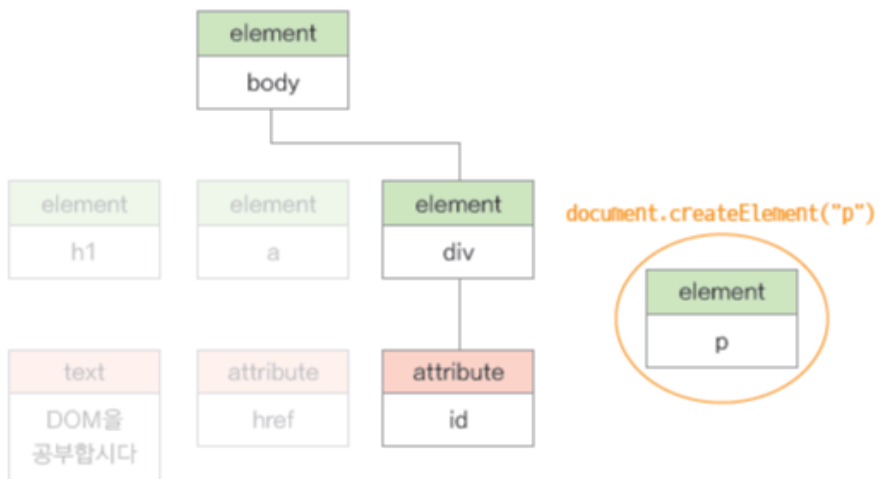 element
body
element
h1
element
a
element
div
document.createElement("p")
element
p
text
DOM을
공부합시다
attribute
href
attribute
id